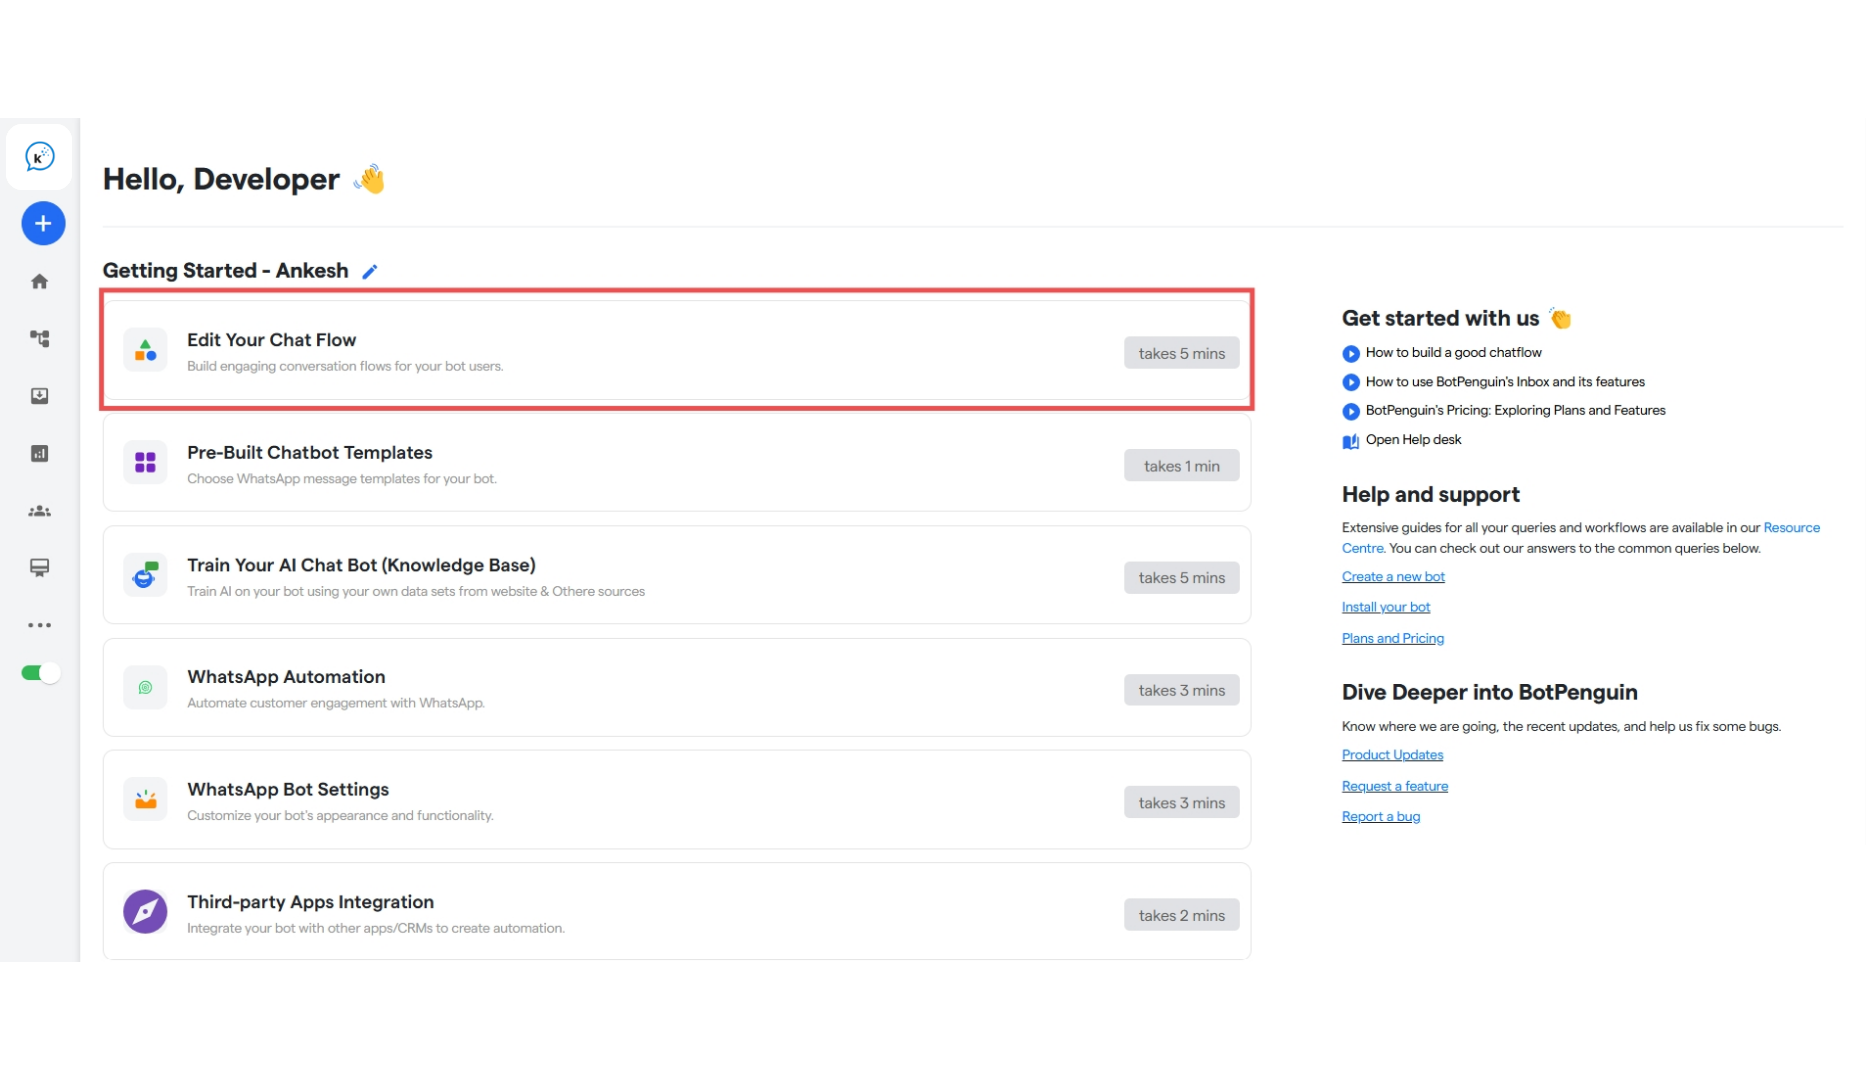 k
Hello, Developer
Getting Started - Ankesh
Edit Your Chat Flow
Build engaging conversation flows for your bot users.
takes 5 mins
Pre-Built Chatbot Templates
Choose WhatsApp message templates for your bot.
takes 1 min
Train Your AI Chat Bot (Knowledge Base)
Train AI on your bot using your own data sets from website & Othere sources
takes 5 mins
WhatsApp Automation
Automate customer engagement with WhatsApp.
takes 3 mins
WhatsApp Bot Settings
Customize your bot's appearance and functionality.
takes 3 mins
Third-party Apps Integration
Integrate your bot with other apps/CRMs to create automation.
takes 2 mins
Get started with us
How to build a good chatflow
How to use BotPenguin's Inbox and its features
BotPenguin's Pricing: Exploring Plans and Features
Open Help desk
Help and support
Extensive guides for all your queries and workflows are available in our Resource
Centre. You can check out our answers to the common queries below.
Create a new bot
Install your bot
Plans and Pricing
Dive Deeper into BotPenguin
Know where we are going, the recent updates, and help us fix some bugs.
Product Updates
Request a feature
Report a bug